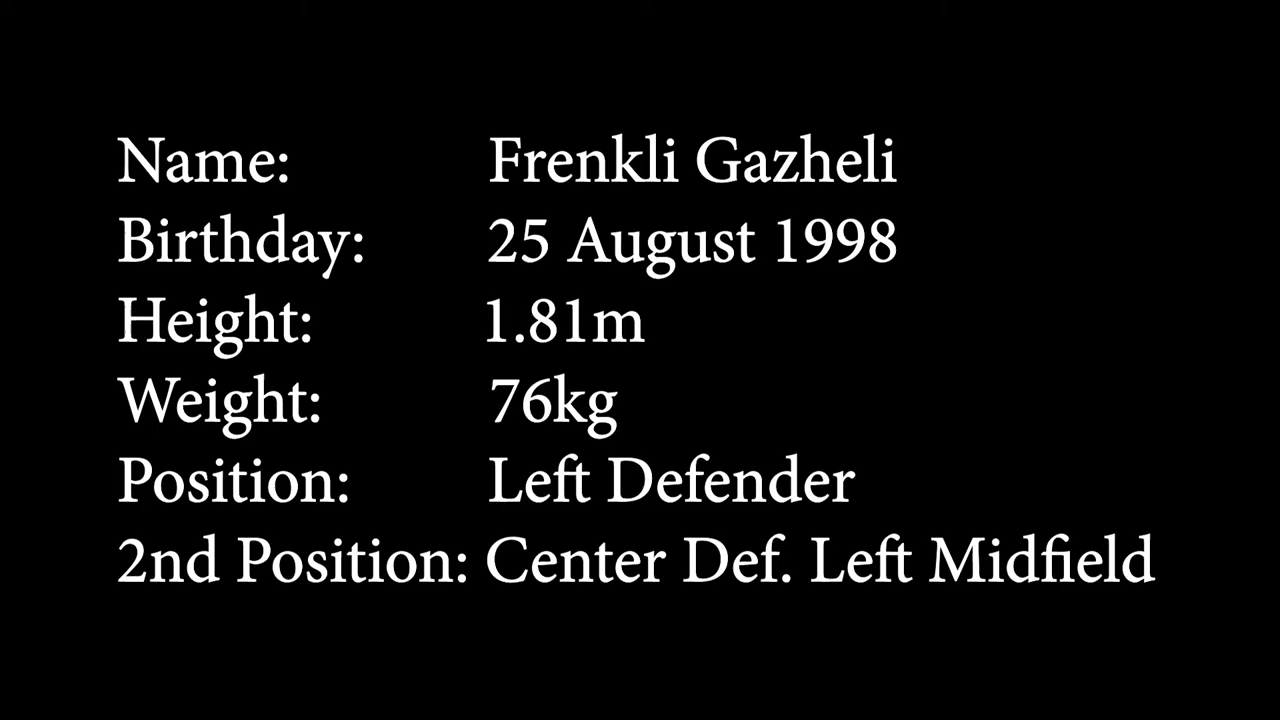 Name: Frenkli Gazheli
Birthday: 25 August 1998
Height: 1.81m
Weight: 76kg
Position: Left Defender
2nd Position: Center Def. Left Midfield